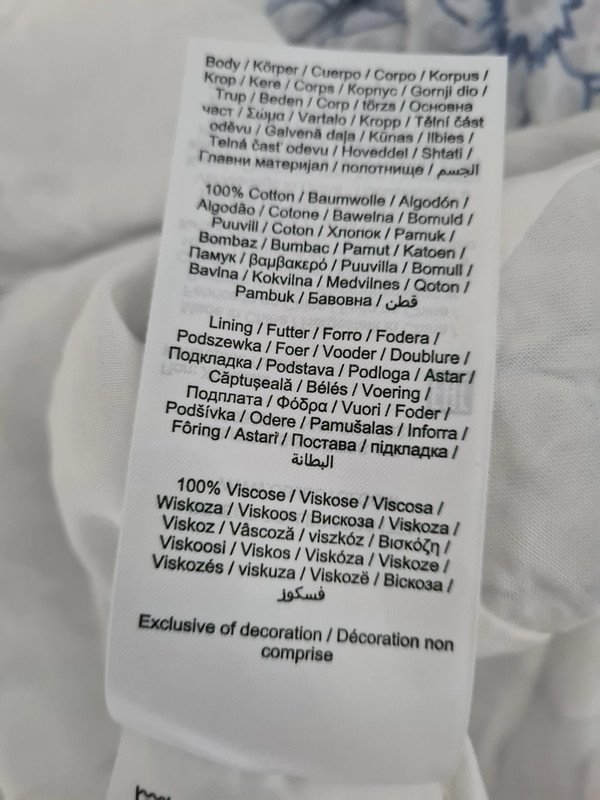 Body / Körper / Cuerpo / Corpo / Korpus /
Krop / Kere / Corps / Корпус / Gornji dio /
Trup / Beden / Corp / törzs / Основна
част / Σώμα / Vartalo / Kropp / Tělní část
oděvu / Galvenā daļa / Kūnas / Ilbies /
Telná časť odevu / Hoveddel / Shtati /
Главни материјал / полотнище / الجسم
100% Cotton / Baumwolle / Algodón /
Algodão / Cotone / Bawełna / Bomuld /
Puuvill / Coton / Хлопок / Pamuk /
Bombaz / Bumbac / Pamut / Katoen /
Памук / βαμβακερό / Puuvilla / Bomull /
Bavlna / Kokvilna / Medvilnes / Qoton /
Pambuk / Бавовна / قطن
Lining / Futter / Forro / Fodera /
Podszewka / Foer / Vooder / Doublure /
Подкладка / Podstava / Podloga / Astar /
Căptușeală / Bélés / Voering /
Подплата / Φόδρα / Vuori / Foder /
Podšívka / Odere / Pamušalas / Inforra /
Fôring / Astari / Постава / підкладка /
البطانة
100% Viscose / Viskose / Viscosa /
Wiskoza / Viskoos / Вискоза / Viskoza /
Viskoz / Vâscoză / viszkóz / Βισκόζη /
Viskoosi / Viskos / Viskóza / Viskoze /
Viskozės / viskuza / Viskozë / Віскоза /
فسكوز
Exclusive of decoration / Décoration non
comprise